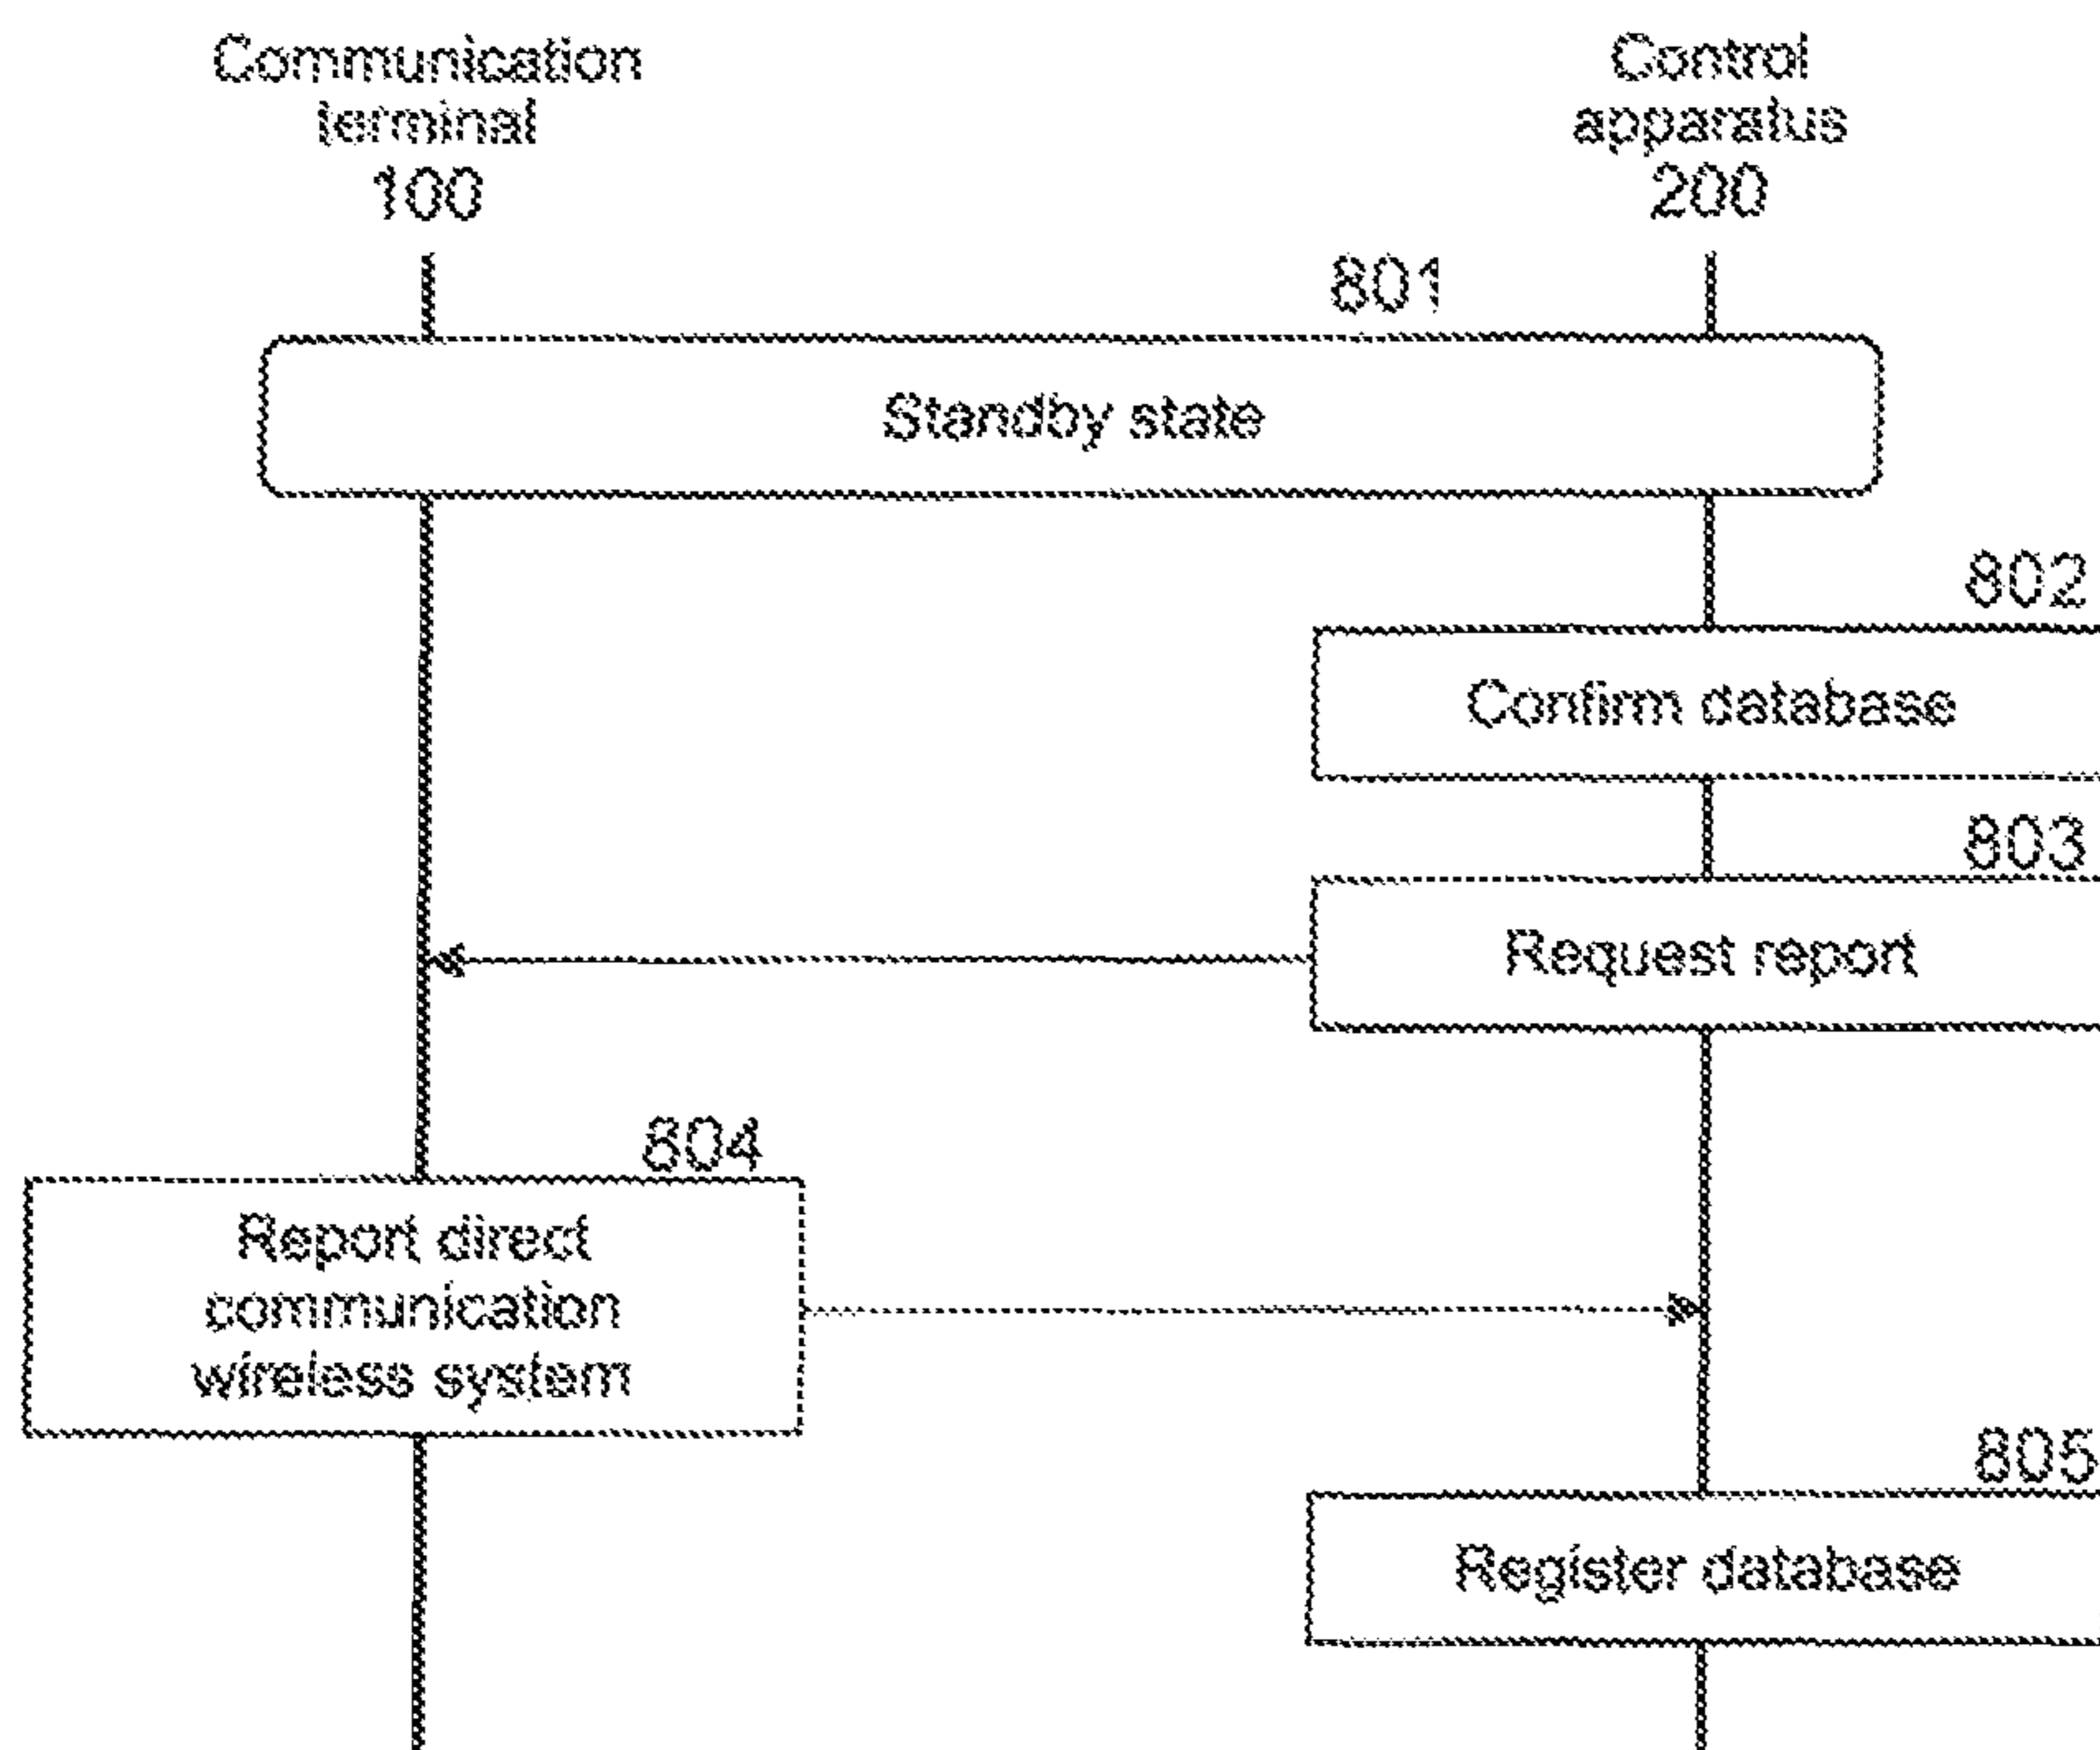 Communication
terminal
100
Control
apparatus
200
801
Standby state
802
Confirm database
803
Request report
804
Report direct
communication
wireless system
805
Register database